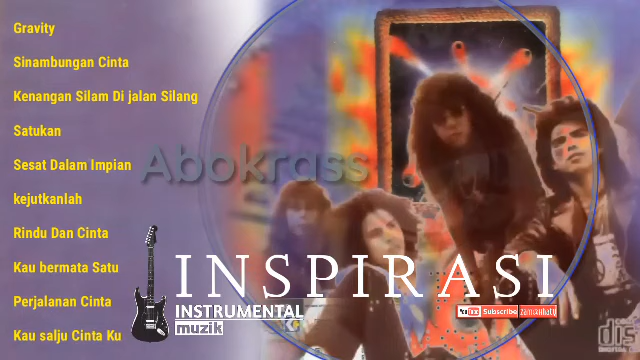 Gravity
Sinambungan Cinta
Kenangan Silam Di jalan Silang
Satukan
Sesat Dalam Impian
kejutkanlah
Rindu Dan Cinta
Kau bermata Satu
Perjalanan Cinta
Kau salju Cinta Ku
Abokrass
INSPIRASI
INSTRUMENTAL
muzik
Subscribe